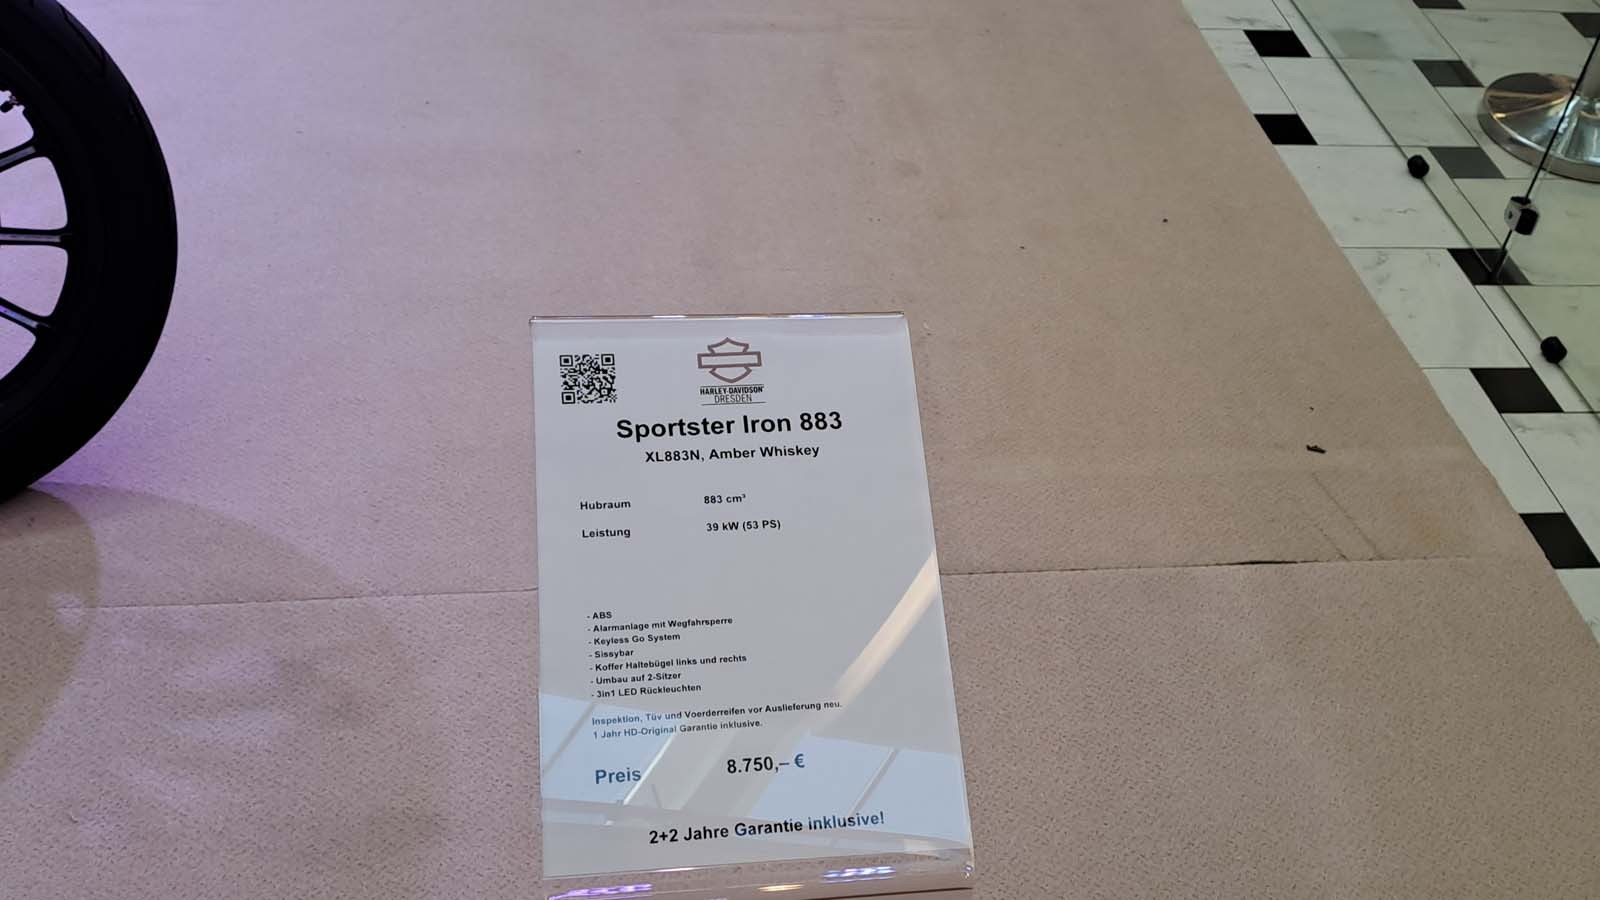 HARLEY-DAVIDSON
DRESDEN
Sportster Iron 883
XL883N, Amber Whiskey
Hubraum 883 cm³
Leistung 39 kW (53 PS)
- ABS
- Alarmanlage mit Wegfahrsperre
- Keyless Go System
- Sissybar
- Koffer Haltebügel links und rechts
- Umbau auf 2-Sitzer
- 3in1 LED Rückleuchten
Inspektion, Tüv und Voerderreifen vor Auslieferung neu.
1 Jahr HD-Original Garantie inklusive.
Preis 8.750,– €
2+2 Jahre Garantie inklusive!